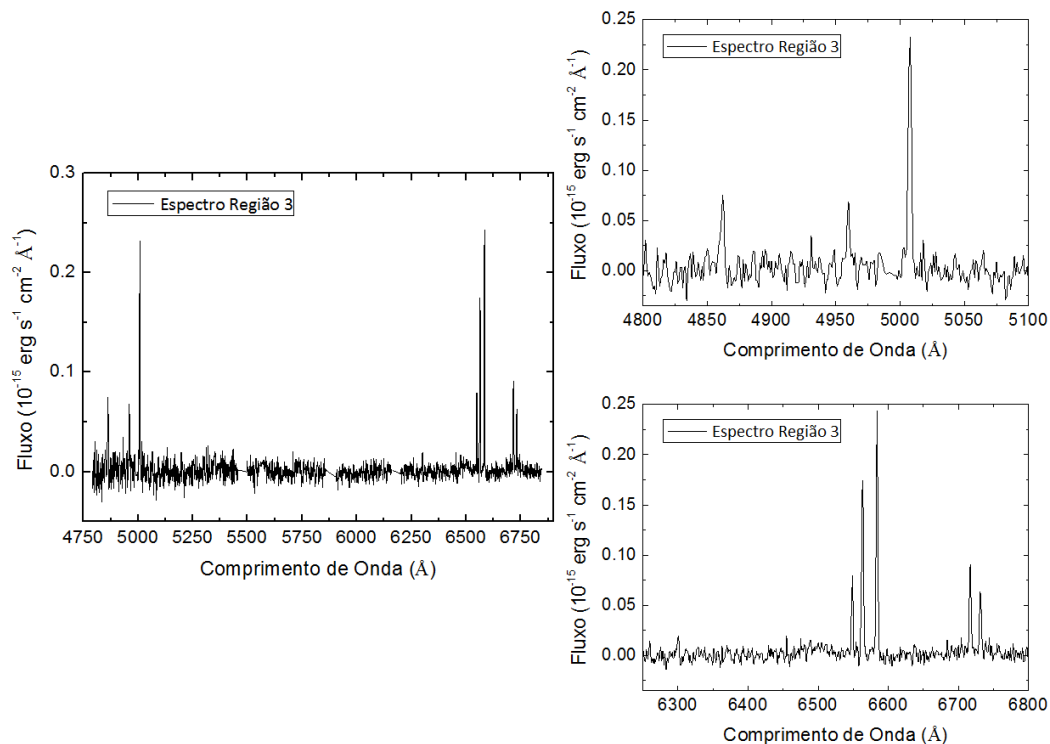 Espectro Região 3
0.3
0.2
0.1
0.0
Fluxo (10⁻¹⁵ erg s⁻¹ cm⁻² Å⁻¹)
4750 5000 5250 5500 5750 6000 6250 6500 6750
Comprimento de Onda (Å)
Espectro Região 3
0.25
0.20
0.15
0.10
0.05
0.00
Fluxo (10⁻¹⁵ erg s⁻¹ cm⁻² Å⁻¹)
4800 4850 4900 4950 5000 5050 5100
Comprimento de Onda (Å)
Espectro Região 3
0.25
0.20
0.15
0.10
0.05
0.00
Fluxo (10⁻¹⁵ erg s⁻¹ cm⁻² Å⁻¹)
6300 6400 6500 6600 6700 6800
Comprimento de Onda (Å)